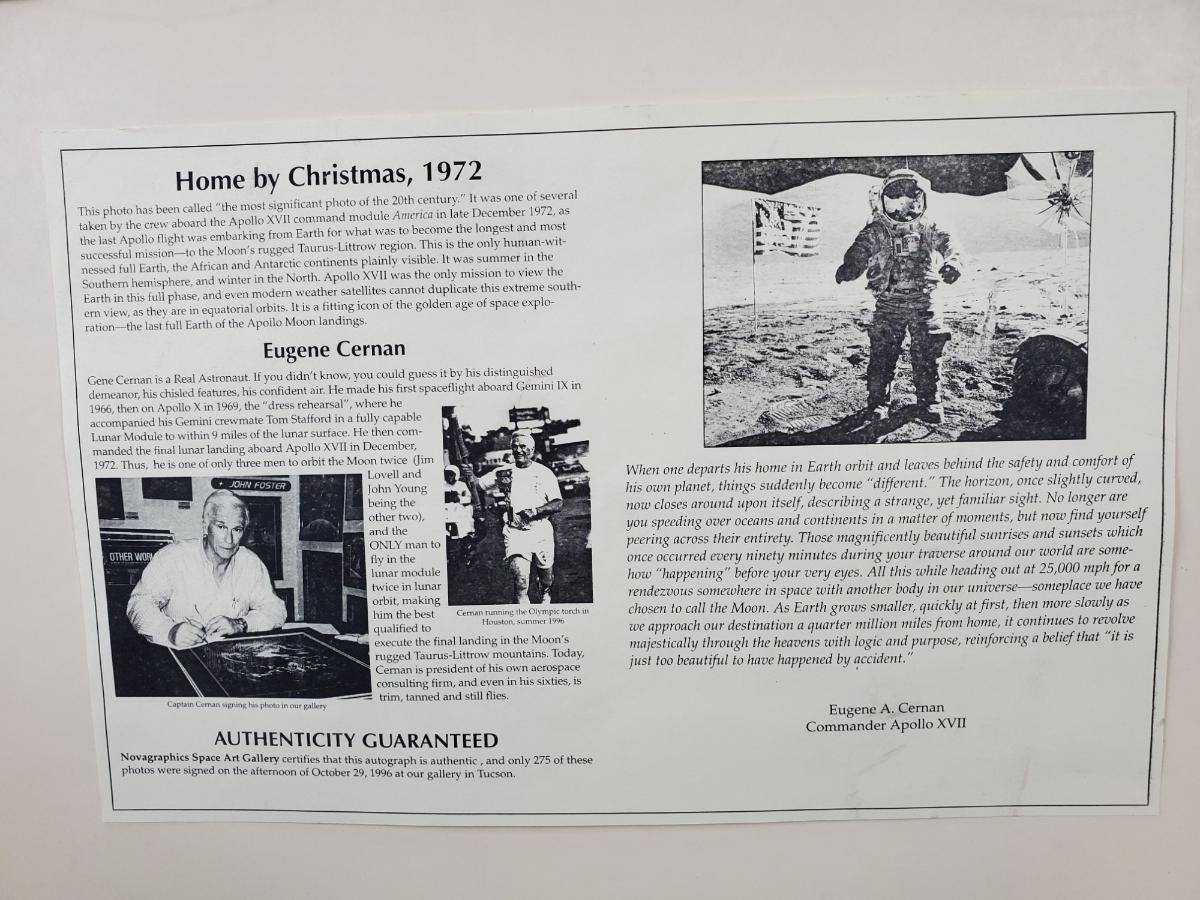 Home by Christmas, 1972
This photo has been called "the most significant photo of the 20th century." It was one of several
taken by the crew aboard the Apollo XVII command module America in late December 1972, as
the last Apollo flight was embarking from Earth for what was to become the longest and most
successful mission—to the Moon's rugged Taurus-Littrow region. This is the only human-wit-
nessed full Earth, the African and Antarctic continents plainly visible. It was summer in the
Southern hemisphere, and winter in the North. Apollo XVII was the only mission to view the
Earth in this full phase, and even modern weather satellites cannot duplicate this extreme south-
ern view, as they are in equatorial orbits. It is a fitting icon of the golden age of space explo-
ration—the last full Earth of the Apollo Moon landings.
Eugene Cernan
Gene Cernan is a Real Astronaut. If you didn't know, you could guess it by his distinguished
demeanor, his chisled features, his confident air. He made his first spaceflight aboard Gemini IX in
1966, then on Apollo X in 1969, the "dress rehearsal", where he
accompanied his Gemini crewmate Tom Stafford in a fully capable
Lunar Module to within 9 miles of the lunar surface. He then com-
manded the final lunar landing aboard Apollo XVII in December,
1972. Thus, he is one of only three men to orbit the Moon twice (Jim
Lovell and
John Young
being the
other two),
and the
ONLY man to
fly in the
lunar module
twice in lunar
orbit, making
him the best
qualified to
execute the final landing in the Moon's
rugged Taurus-Littrow mountains. Today,
Cernan is president of his own aerospace
consulting firm, and even in his sixties, is
trim, tanned and still flies.
JOHN FOSTER
OTHER WORL
Captain Cernan signing his photo in our gallery
Cernan running the Olympic torch in
Houston, summer 1996
AUTHENTICITY GUARANTEED
Novagraphics Space Art Gallery certifies that this autograph is authentic , and only 275 of these
photos were signed on the afternoon of October 29, 1996 at our gallery in Tucson.
When one departs his home in Earth orbit and leaves behind the safety and comfort of
his own planet, things suddenly become "different." The horizon, once slightly curved,
now closes around upon itself, describing a strange, yet familiar sight. No longer are
you speeding over oceans and continents in a matter of moments, but now find yourself
peering across their entirety. Those magnificently beautiful sunrises and sunsets which
once occurred every ninety minutes during your traverse around our world are some-
how "happening" before your very eyes. All this while heading out at 25,000 mph for a
rendezvous somewhere in space with another body in our universe—someplace we have
chosen to call the Moon. As Earth grows smaller, quickly at first, then more slowly as
we approach our destination a quarter million miles from home, it continues to revolve
majestically through the heavens with logic and purpose, reinforcing a belief that "it is
just too beautiful to have happened by accident."
Eugene A. Cernan
Commander Apollo XVII